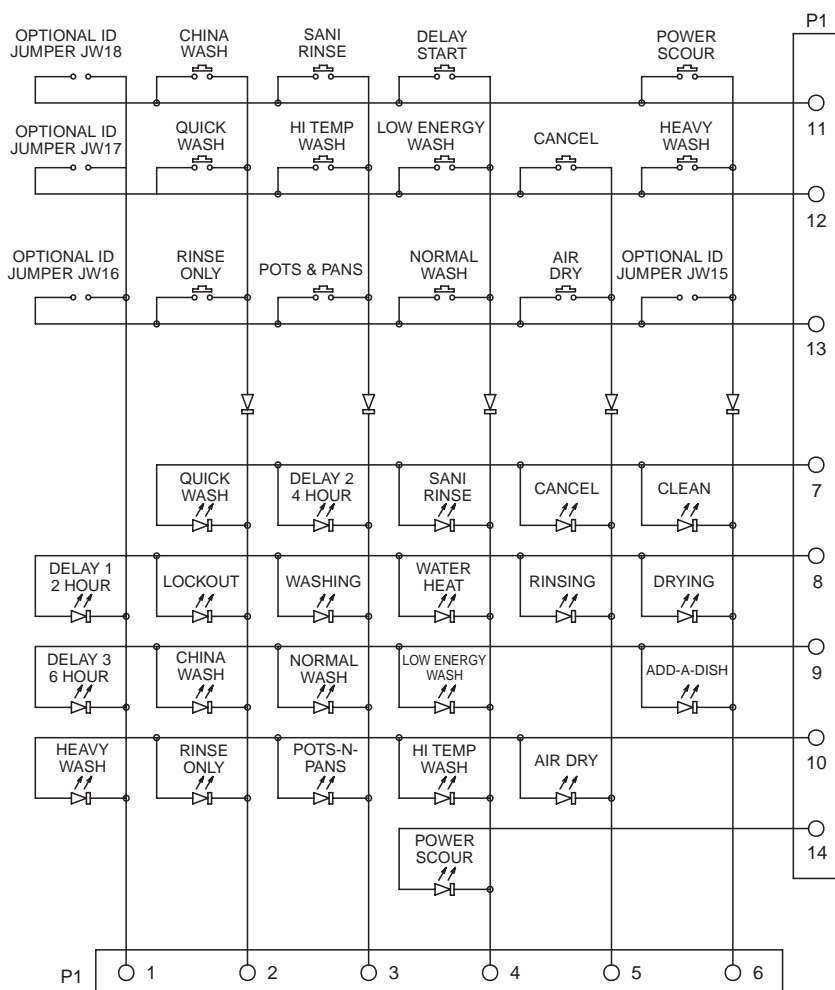 P1
OPTIONAL ID
JUMPER JW18
CHINA
WASH
SANI
RINSE
DELAY
START
POWER
SCOUR
11
OPTIONAL ID
JUMPER JW17
QUICK
WASH
HI TEMP
WASH
LOW ENERGY
WASH
CANCEL
HEAVY
WASH
12
OPTIONAL ID
JUMPER JW16
RINSE
ONLY
POTS & PANS
NORMAL
WASH
AIR
DRY
OPTIONAL ID
JUMPER JW15
13
QUICK
WASH
DELAY 2
4 HOUR
SANI
RINSE
CANCEL
CLEAN
7
DELAY 1
2 HOUR
LOCKOUT
WASHING
WATER
HEAT
RINSING
DRYING
8
DELAY 3
6 HOUR
CHINA
WASH
NORMAL
WASH
LOW ENERGY
WASH
ADD-A-DISH
9
HEAVY
WASH
RINSE
ONLY
POTS-N-
PANS
HI TEMP
WASH
AIR DRY
10
POWER
SCOUR
14
P1
1
2
3
4
5
6